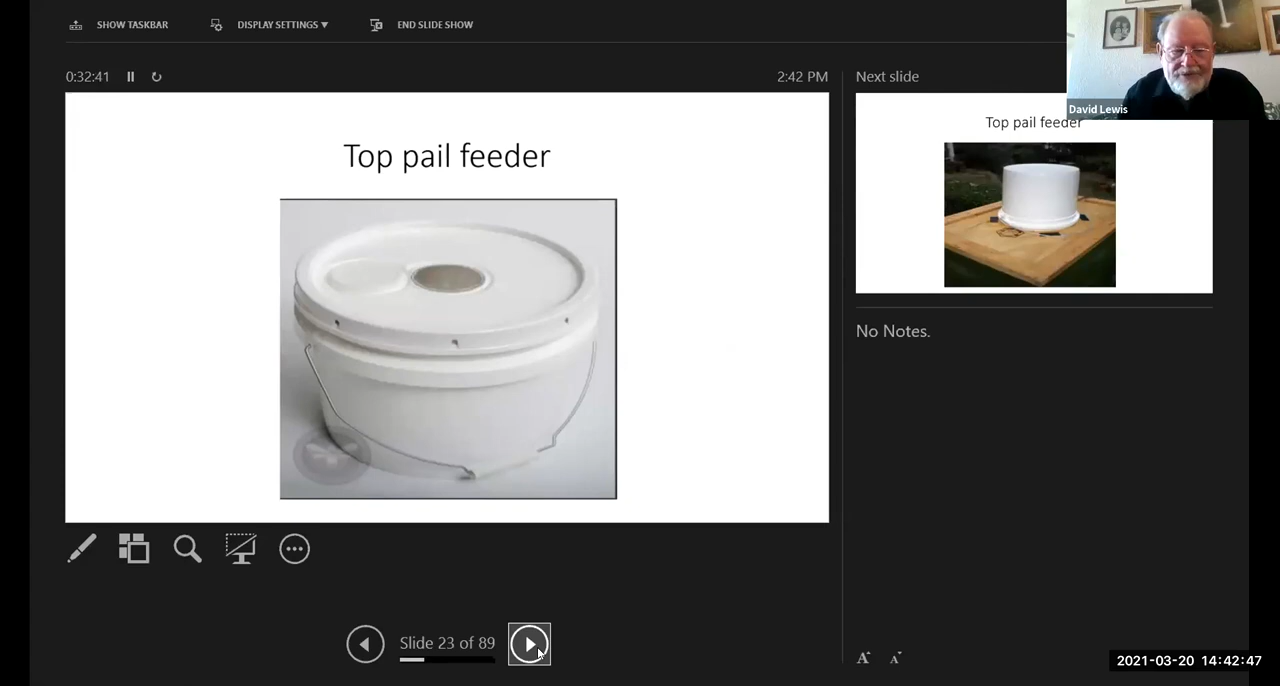 SHOW TASKBAR
DISPLAY SETTINGS ▼
END SLIDE SHOW
0:32:41
2:42 PM
Next slide
David Lewis
Top pail feeder
Top pail feeder
No Notes.
Slide 23 of 89
A
A
2021-03-20 14:42:47